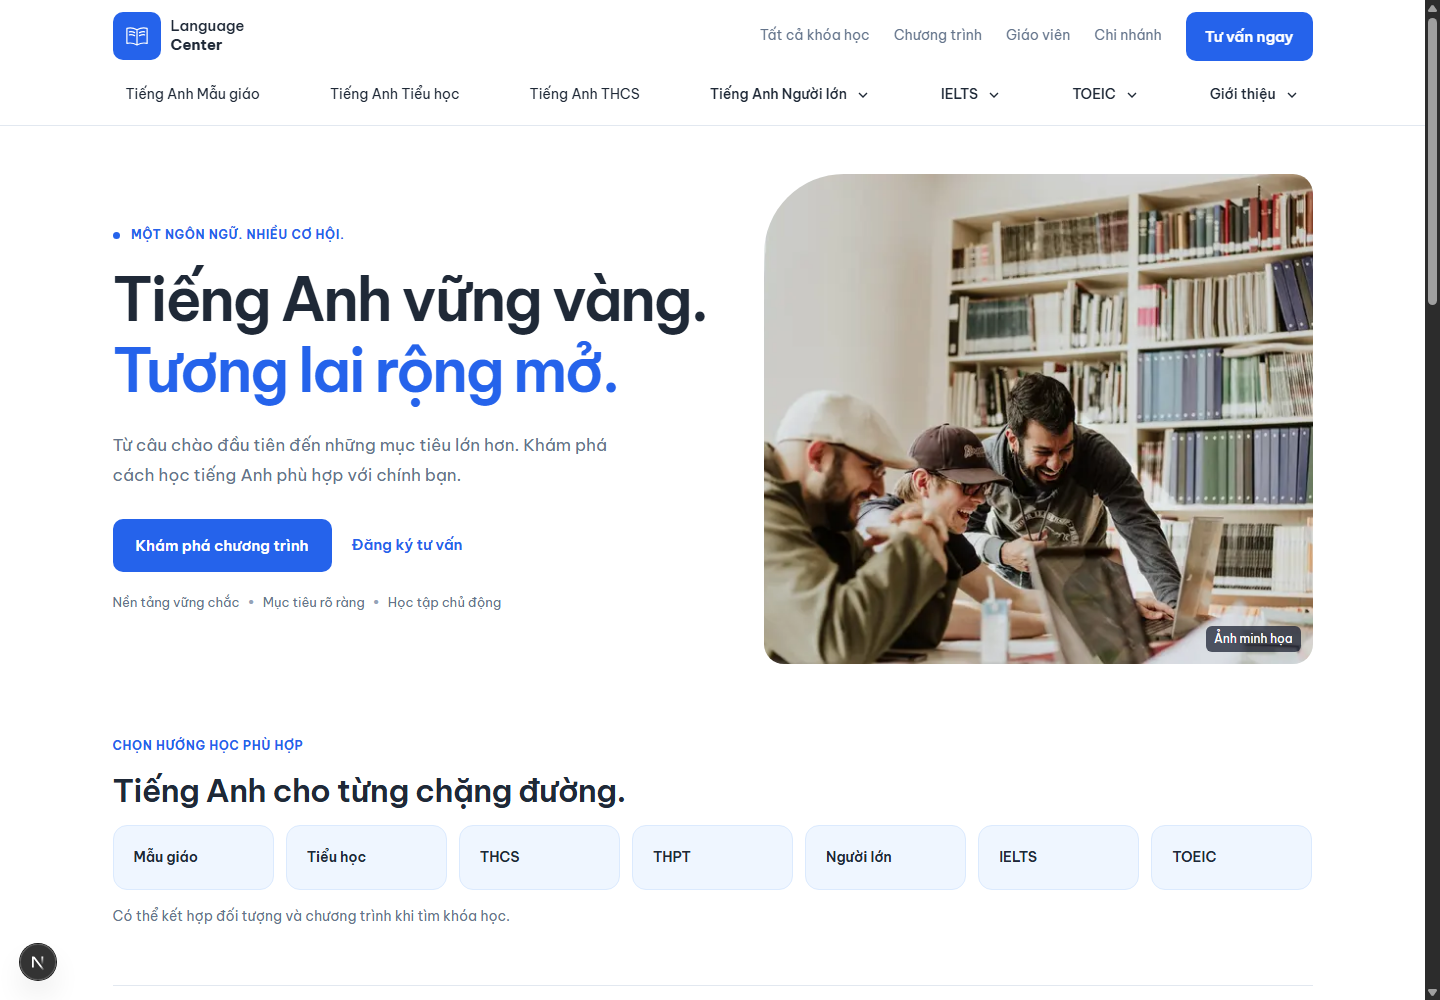 Language
Center
Tất cả khóa học
Chương trình
Giáo viên
Chi nhánh
Tư vấn ngay
Tiếng Anh Mẫu giáo
Tiếng Anh Tiểu học
Tiếng Anh THCS
Tiếng Anh Người lớn
IELTS
TOEIC
Giới thiệu
MỘT NGÔN NGỮ. NHIỀU CƠ HỘI.
Tiếng Anh vững vàng.
Tương lai rộng mở.
Từ câu chào đầu tiên đến những mục tiêu lớn hơn. Khám phá
cách học tiếng Anh phù hợp với chính bạn.
Khám phá chương trình
Đăng ký tư vấn
Nền tảng vững chắc • Mục tiêu rõ ràng • Học tập chủ động
Ảnh minh họa
CHỌN HƯỚNG HỌC PHÙ HỢP
Tiếng Anh cho từng chặng đường.
Mẫu giáo
Tiểu học
THCS
THPT
Người lớn
IELTS
TOEIC
Có thể kết hợp đối tượng và chương trình khi tìm khóa học.
N